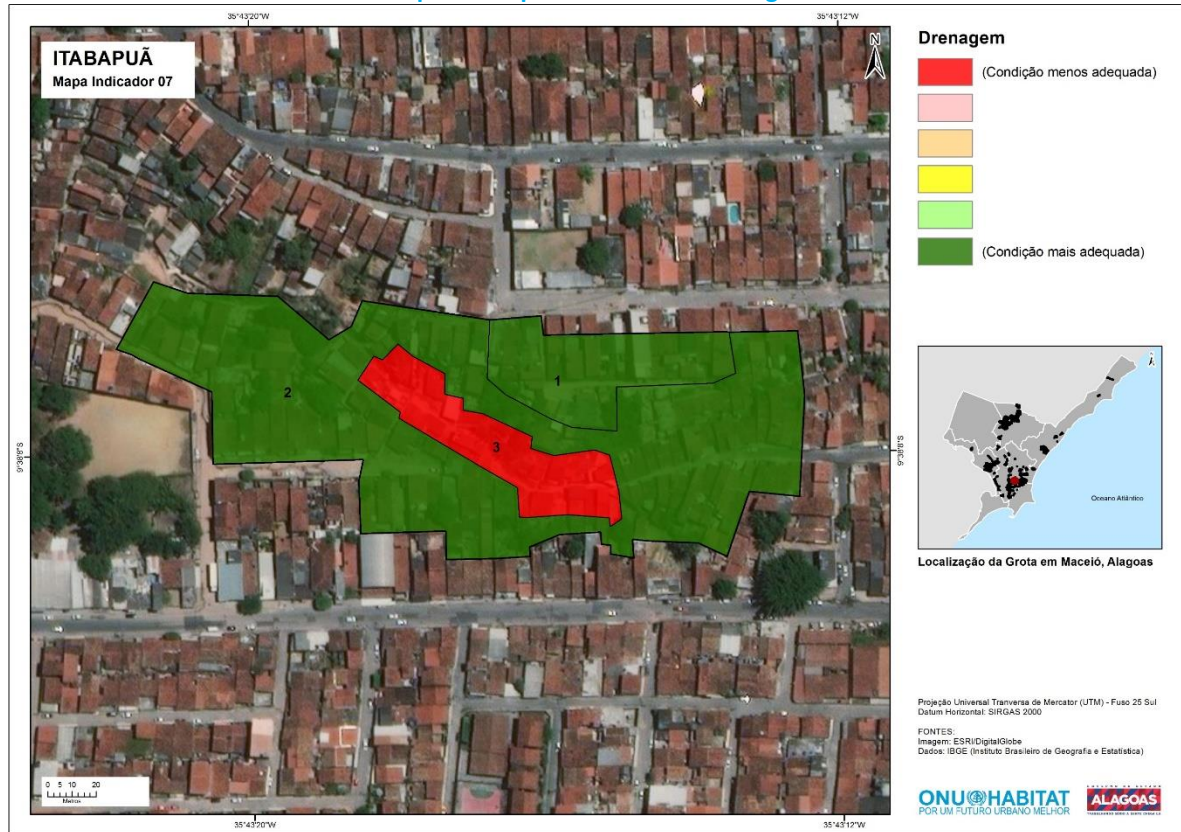 35°43'20"W
35°43'12"W
ITABAPUÃ
Mapa Indicador 07
N
Drenagem
(Condição menos adequada)
(Condição mais adequada)
1
2
3
9°38'8"S
9°38'8"S
Oceano Atlântico
Localização da Grota em Maceió, Alagoas
Projeção Universal Tranversa de Mercator (UTM) - Fuso 25 Sul
Datum Horizontal: SIRGAS 2000
FONTES:
Imagem: ESRI/DigitalGlobe
Dados: IBGE (Instituto Brasileiro de Geografia e Estatística)
0 5 10 20
Metros
ONU HABITAT
POR UM FUTURO URBANO MELHOR
ALAGOAS
35°43'20"W
35°43'12"W